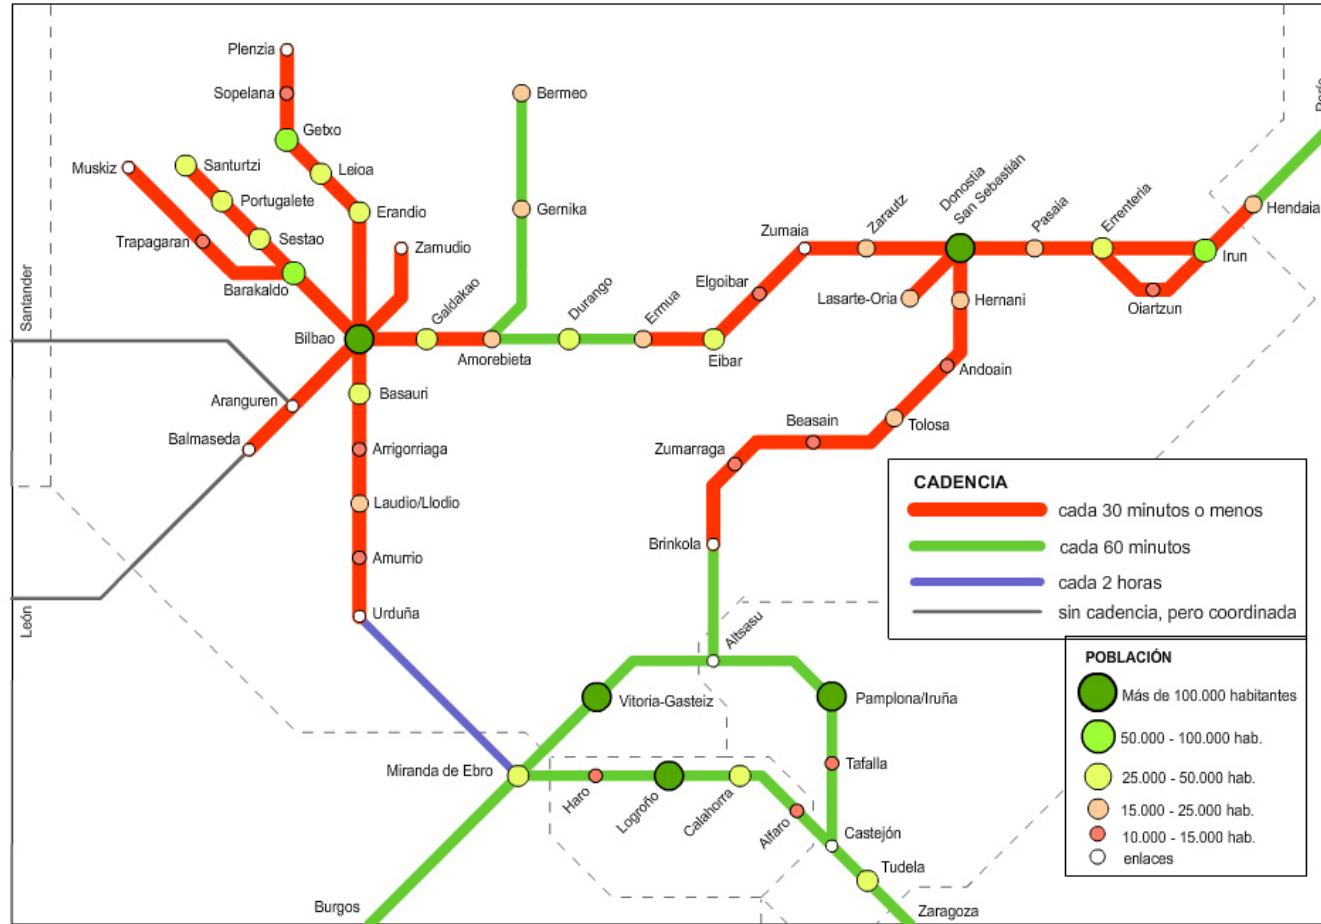 Plenzia
Sopelana
Getxo
Leioa
Erandio
Bermeo
Gernika
Muskiz
Santurtzi
Portugalete
Sestao
Trapagaran
Barakaldo
Zamudio
Bilbao
Galdakao
Amorebieta
Durango
Ermua
Eibar
Elgoibar
Zumaia
Zarautz
Donostia
San Sebastián
Pasaia
Errenteria
Irun
Hendaia
Oiartzun
Lasarte-Oria
Hernani
Andoain
Tolosa
Beasain
Zumarraga
Brinkola
Santander
Aranguren
Balmaseda
León
Basauri
Arrigorriaga
Laudio/Llodio
Amurrio
Urduña
Altsasu
Vitoria-Gasteiz
Pamplona/Iruña
Miranda de Ebro
Haro
Logroño
Calahorra
Alfaro
Tafalla
Castejón
Tudela
Burgos
Zaragoza
CADENCIA
cada 30 minutos o menos
cada 60 minutos
cada 2 horas
sin cadencia, pero coordinada
POBLACIÓN
Más de 100.000 habitantes
50.000 - 100.000 hab.
25.000 - 50.000 hab.
15.000 - 25.000 hab.
10.000 - 15.000 hab.
enlaces